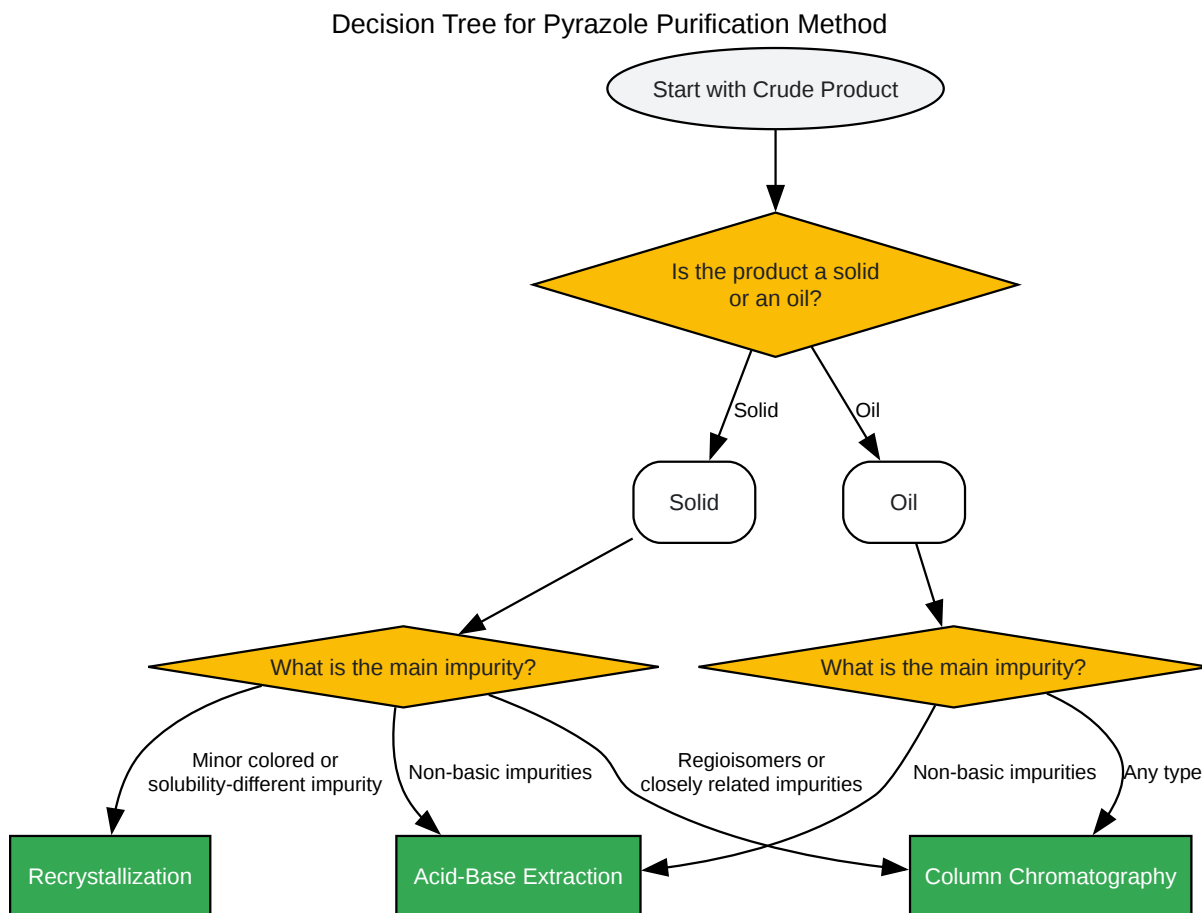 Decision Tree for Pyrazole Purification Method
Start with Crude Product
Is the product a solid
or an oil?
Solid
Oil
Solid
Oil
What is the main impurity?
What is the main impurity?
Minor colored or
solubility-different impurity
Non-basic impurities
Regioisomers or
closely related impurities
Non-basic impurities
Any type
Recrystallization
Acid-Base Extraction
Column Chromatography